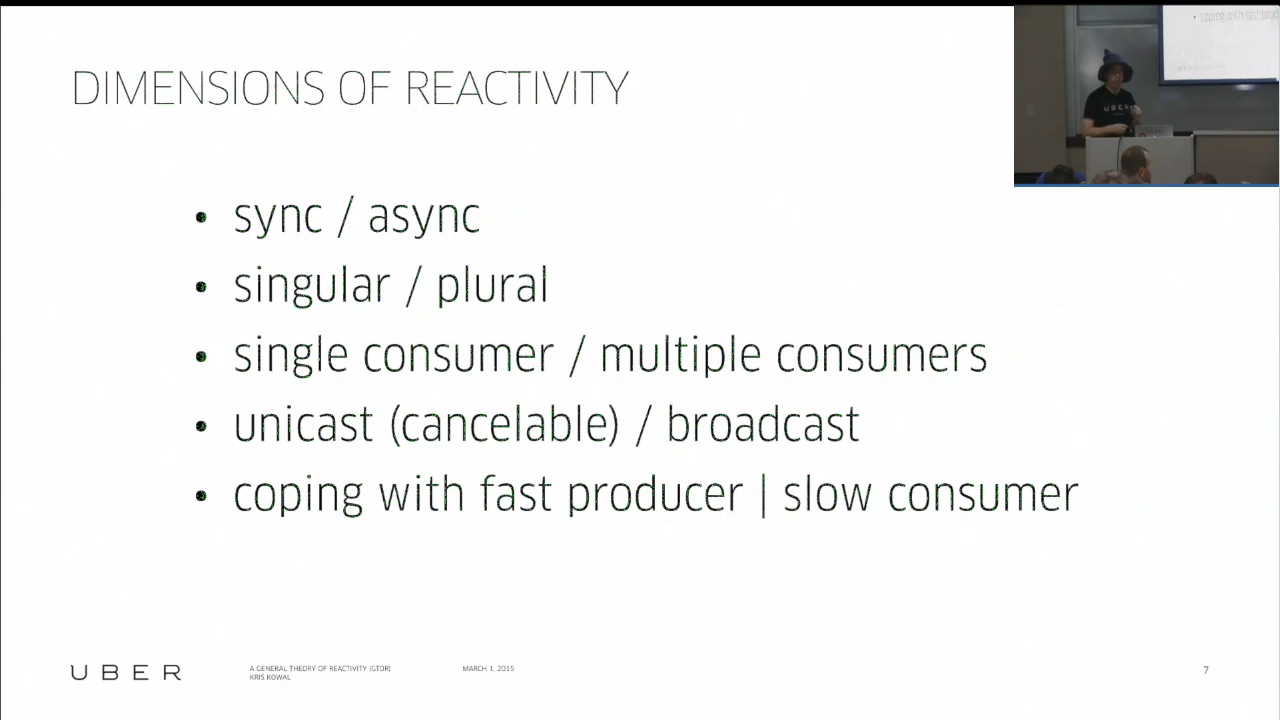 DIMENSIONS OF REACTIVITY
• sync / async
• singular / plural
• single consumer / multiple consumers
• unicast (cancelable) / broadcast
• coping with fast producer | slow consumer
UBER
A GENERAL THEORY OF REACTIVITY (GTOR)
KRIS KOWAL
MARCH 1, 2015
7
UBER